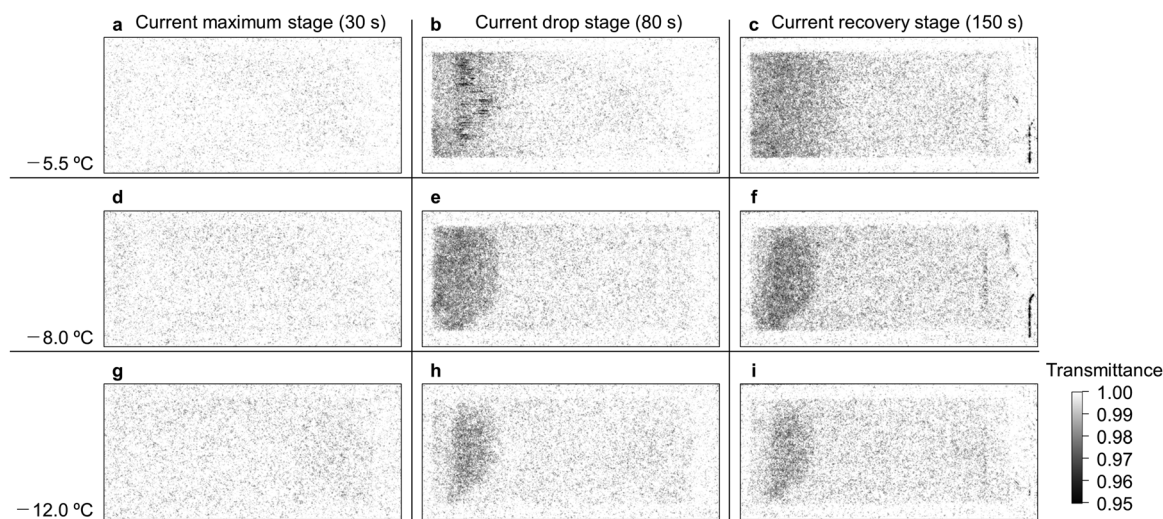 Current maximum stage (30 s) Current drop stage (80 s) Current recovery stage (150 s)
a b c
−5.5 ºC
d e f
−8.0 ºC
g h i
Transmittance
1.00
0.99
0.98
0.97
0.96
0.95
−12.0 ºC